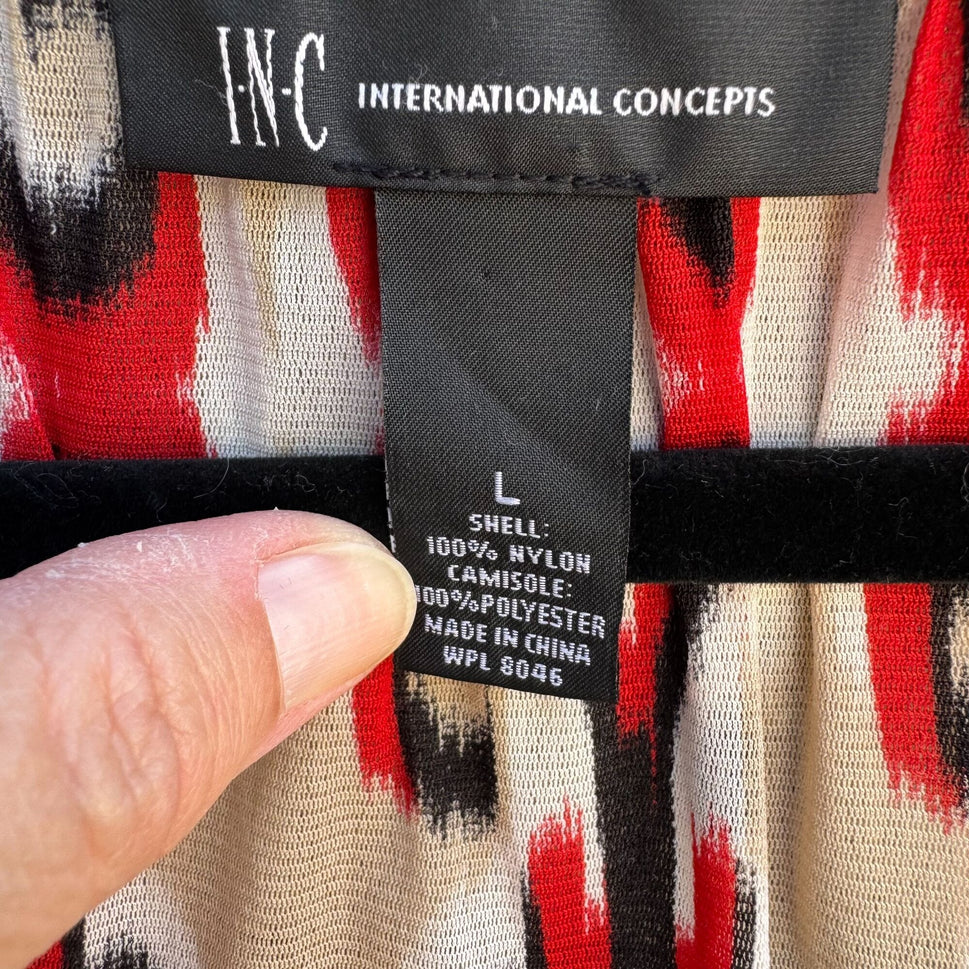 I·N·C INTERNATIONAL CONCEPTS
L
SHELL:
100% NYLON
CAMISOLE:
100% POLYESTER
MADE IN CHINA
WPL 8046